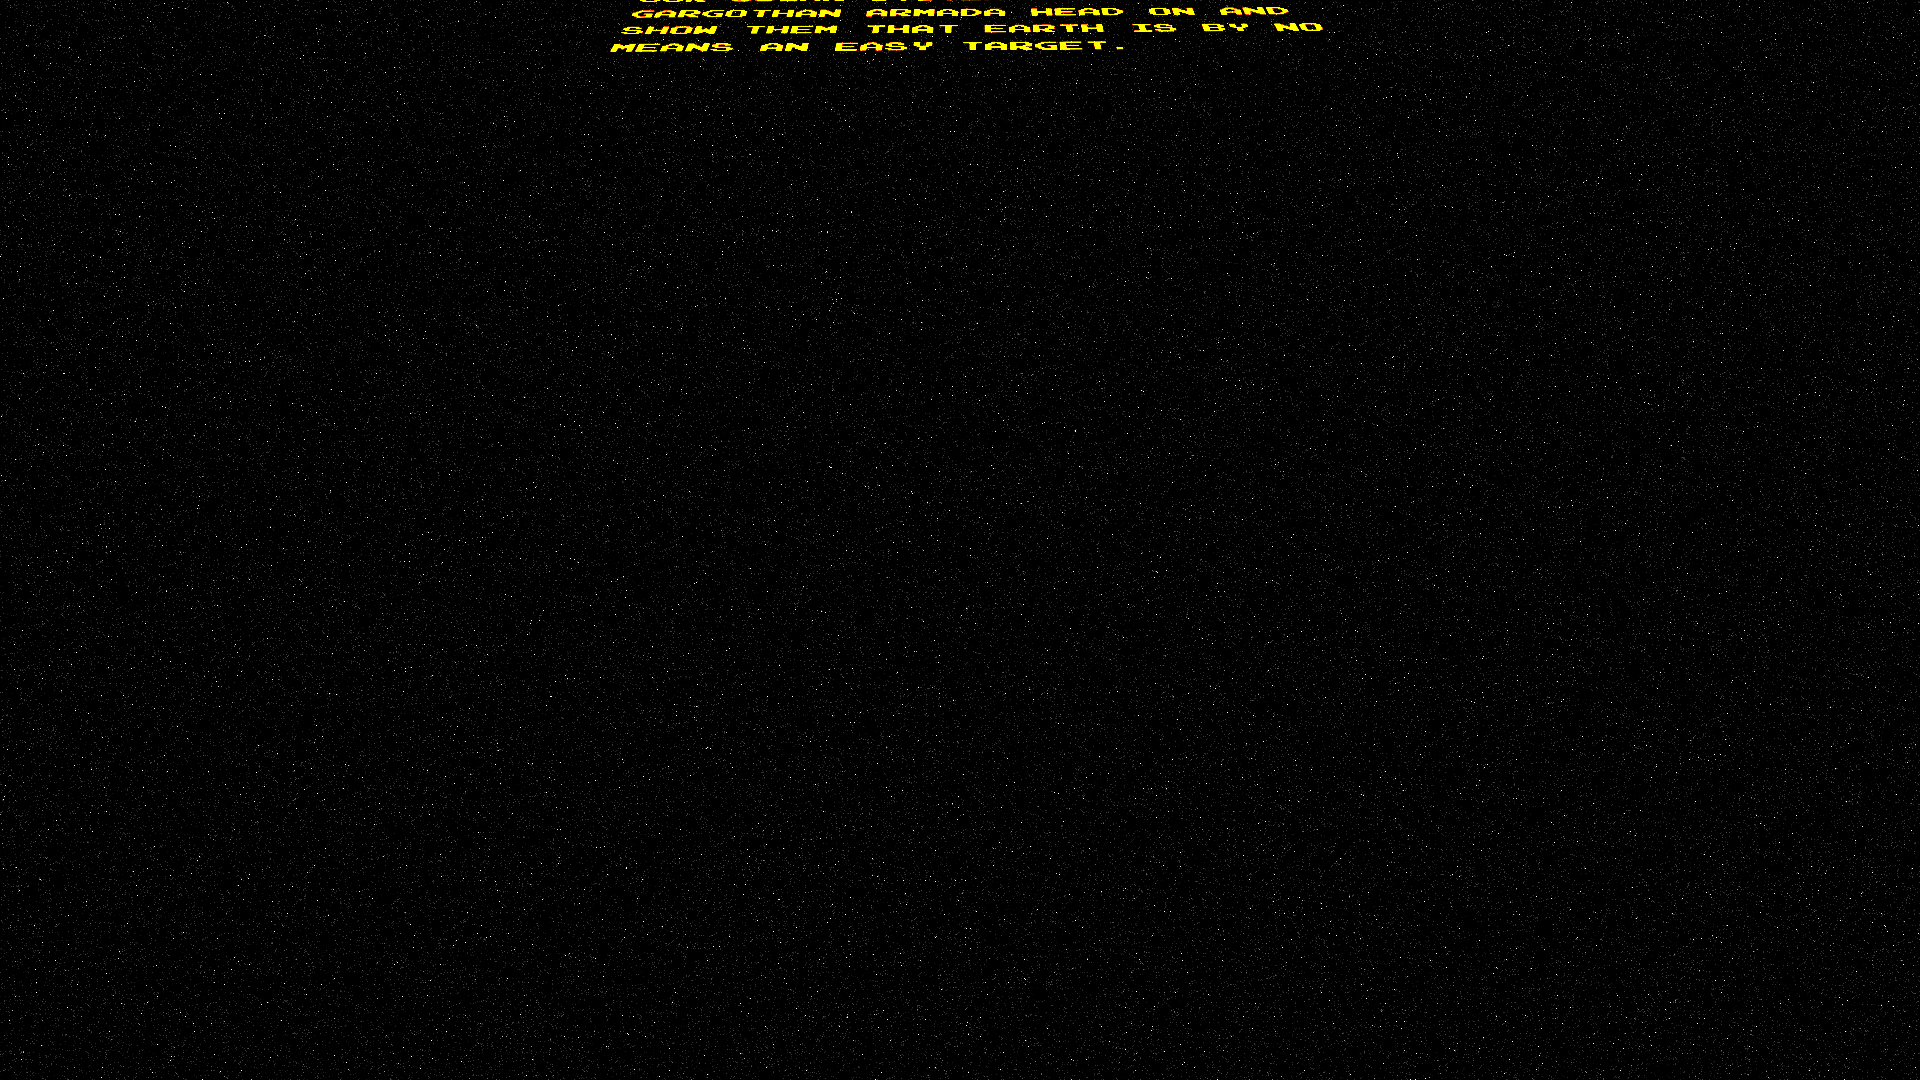 GARGOTHAN ARMADA HEAD ON AND
SHOW THEM THAT EARTH IS BY NO
MEANS AN EASY TARGET.